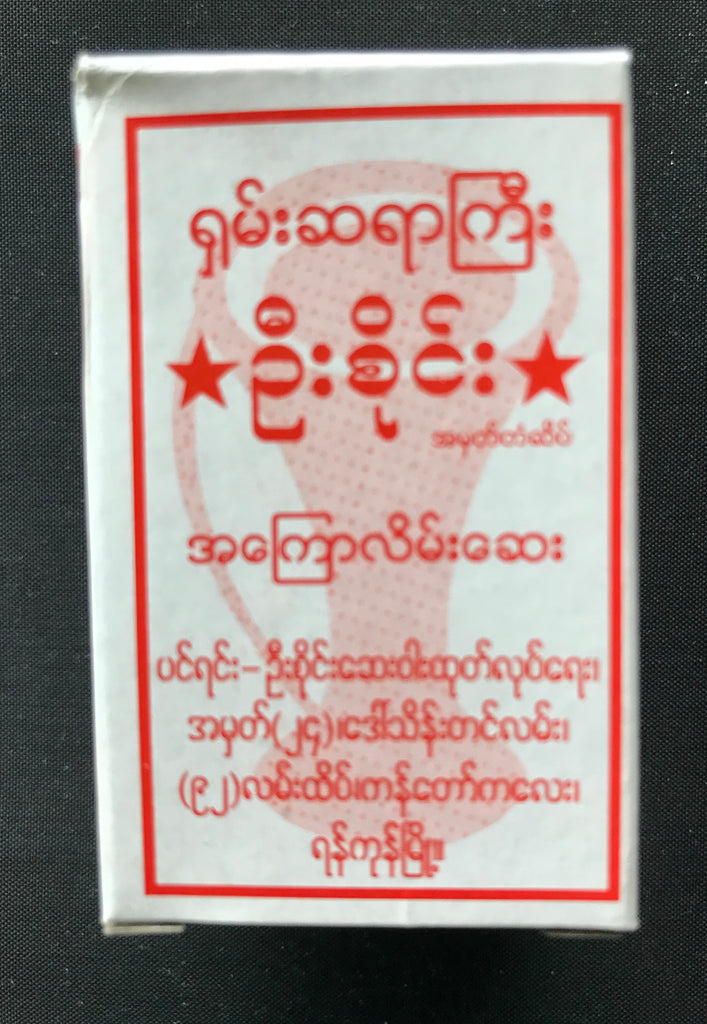 ရှမ်းဆရာကြီး
ဦးစိုင်း
အမှတ်တံဆိပ်
အကြောလိမ်းဆေး
ပင်ရင်း-ဦးစိုင်းဆေးဝါးထုတ်လုပ်ရေး၊
အမှတ်(၂၄)၊ဒေါ်သိန်းတင်လမ်း၊
(၉၂)လမ်းထိပ်၊ကန်တော်ကလေး၊
ရန်ကုန်မြို့။